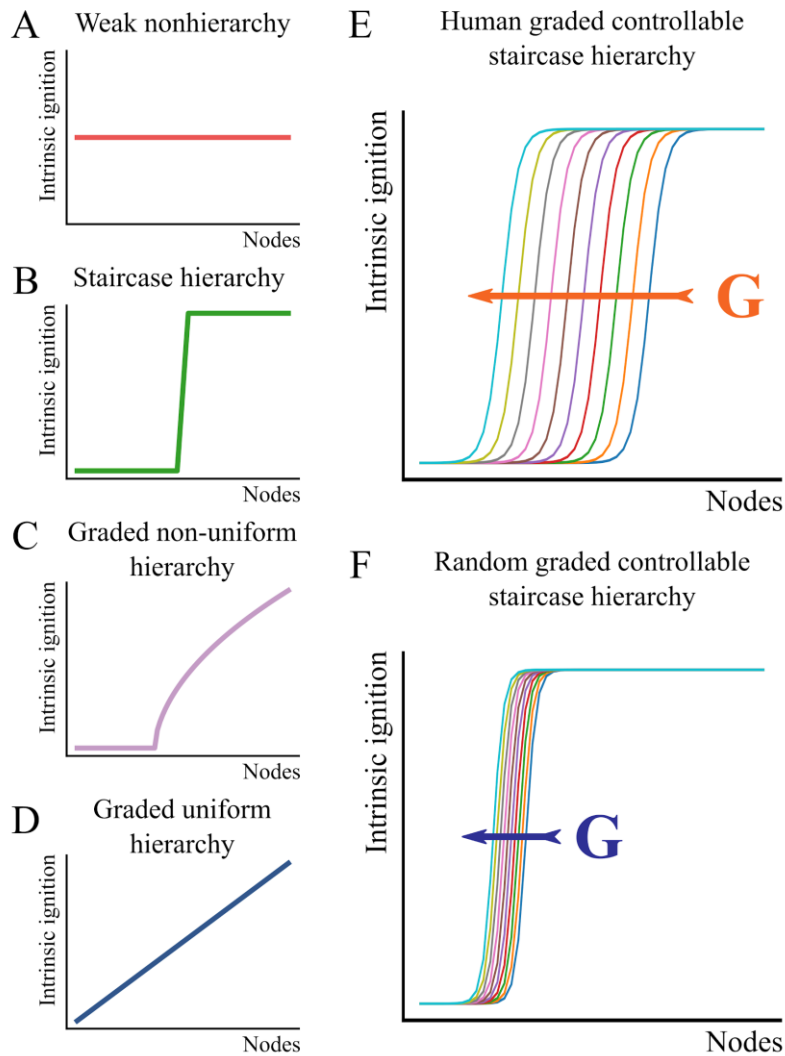 A
Weak nonhierarchy
Intrinsic ignition
Nodes
B
Staircase hierarchy
Intrinsic ignition
Nodes
C
Graded non-uniform
hierarchy
Intrinsic ignition
Nodes
D
Graded uniform
hierarchy
Intrinsic ignition
Nodes
E
Human graded controllable
staircase hierarchy
Intrinsic ignition
G
Nodes
F
Random graded controllable
staircase hierarchy
Intrinsic ignition
G
Nodes